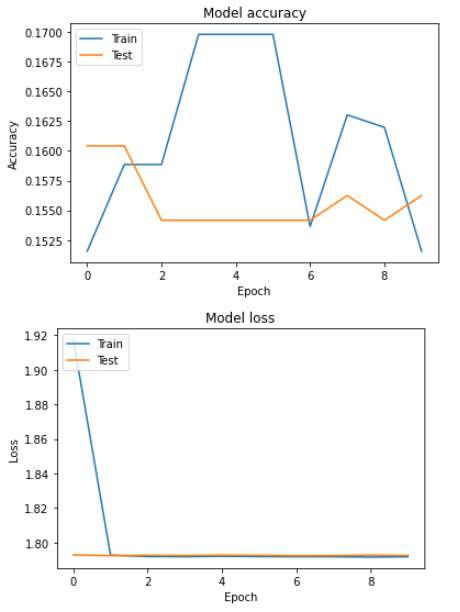 Model accuracy
0.1700
0.1675
0.1650
0.1625
0.1600
0.1575
0.1550
0.1525
Accuracy
Train
Test
0 2 4 6 8
Epoch
Model loss
1.92
1.90
1.88
1.86
1.84
1.82
1.80
Loss
Train
Test
0 2 4 6 8
Epoch